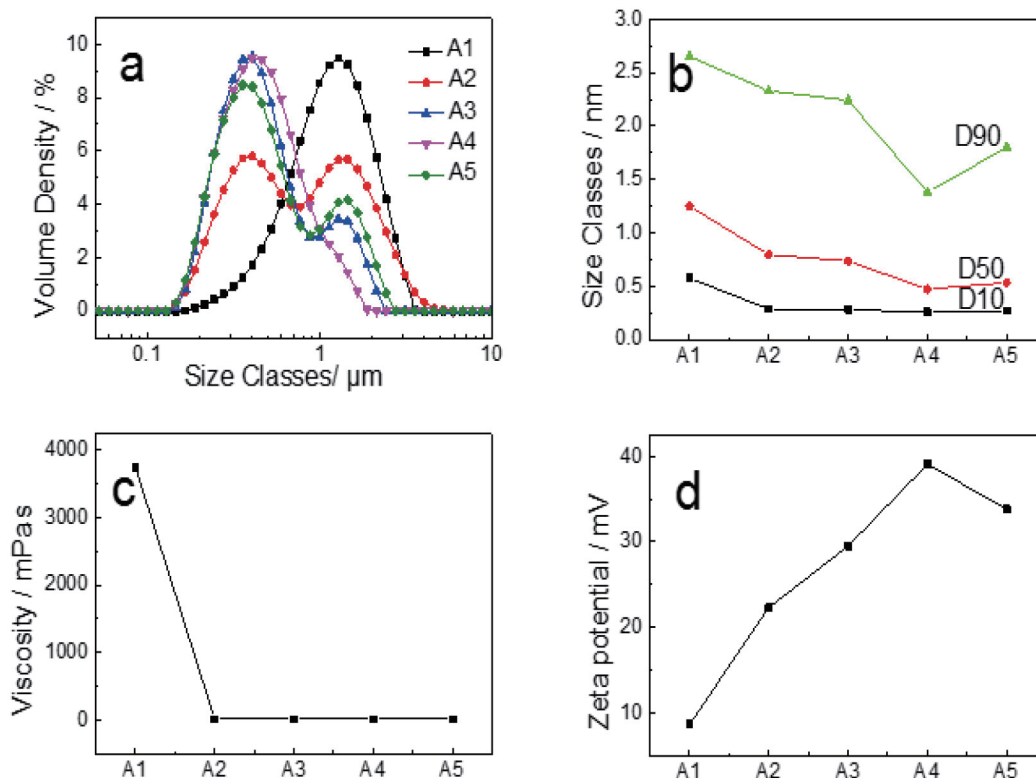 a
A1
A2
A3
A4
A5
Volume Density / %
10
8
6
4
2
0
0.1
1
10
Size Classes/ μm
b
Size Classes / nm
3.0
2.5
2.0
1.5
1.0
0.5
0.0
D90
D50
D10
A1 A2 A3 A4 A5
c
Viscosity / mPas
4000
3000
2000
1000
0
A1 A2 A3 A4 A5
d
Zeta potential / mV
40
30
20
10
A1 A2 A3 A4 A5